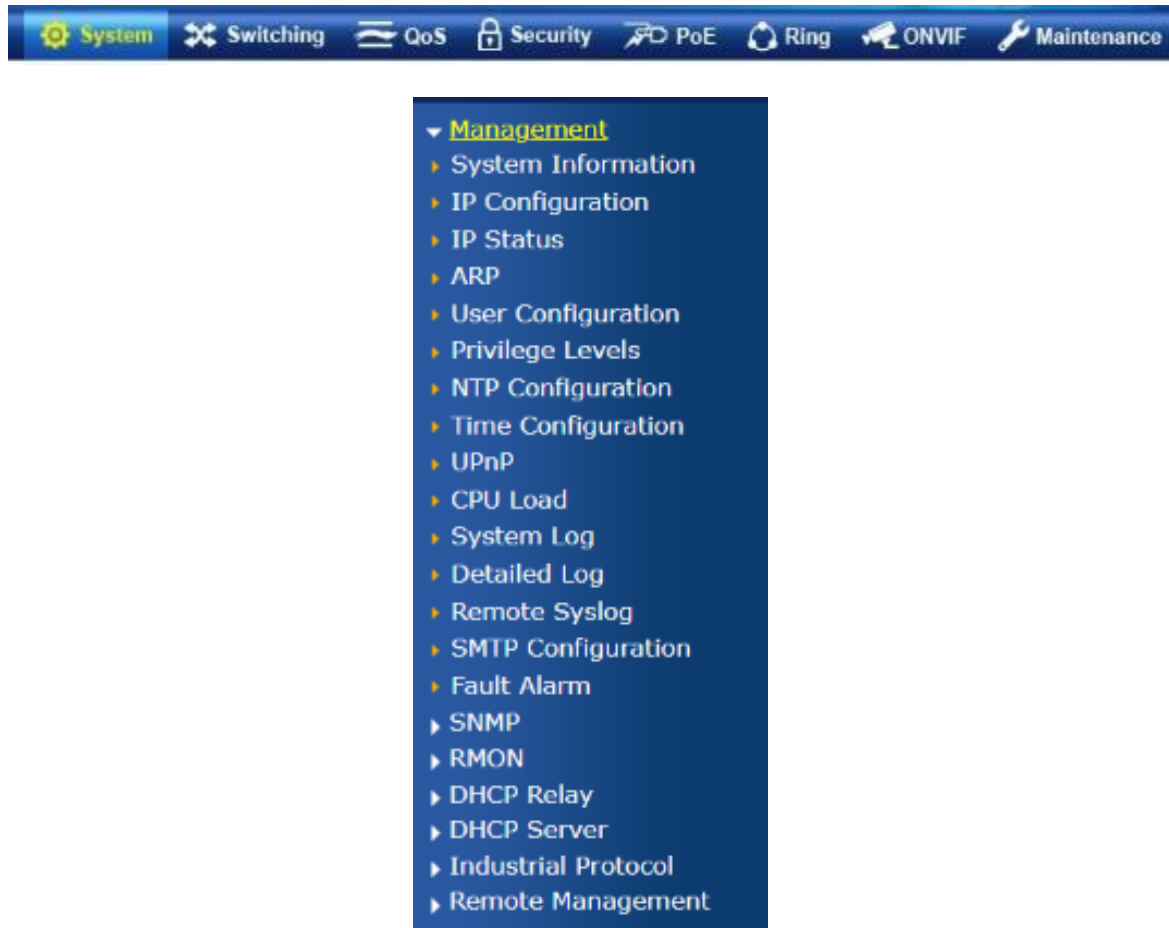 System Switching QoS Security PoE Ring ONVIF Maintenance
Management
System Information
IP Configuration
IP Status
ARP
User Configuration
Privilege Levels
NTP Configuration
Time Configuration
UPnP
CPU Load
System Log
Detailed Log
Remote Syslog
SMTP Configuration
Fault Alarm
SNMP
RMON
DHCP Relay
DHCP Server
Industrial Protocol
Remote Management